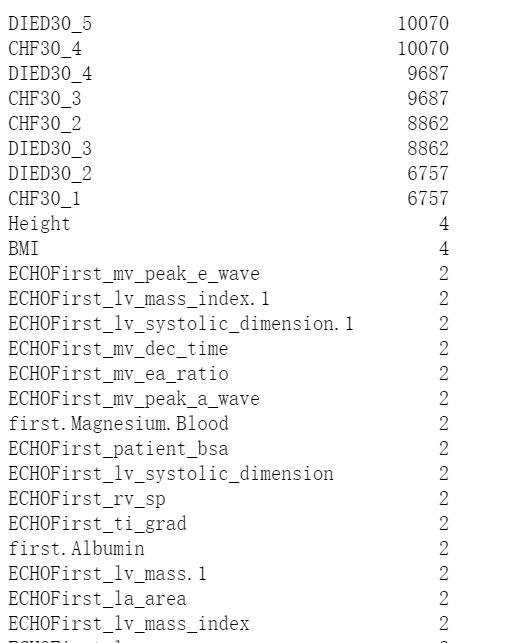 DIED30_5 10070
CHF30_4 10070
DIED30_4 9687
CHF30_3 9687
CHF30_2 8862
DIED30_3 8862
DIED30_2 6757
CHF30_1 6757
Height 4
BMI 4
ECHOFirst_mv_peak_e_wave 2
ECHOFirst_lv_mass_index.1 2
ECHOFirst_lv_systolic_dimension.1 2
ECHOFirst_mv_dec_time 2
ECHOFirst_mv_ea_ratio 2
ECHOFirst_mv_peak_a_wave 2
first.Magnesium.Blood 2
ECHOFirst_patient_bsa 2
ECHOFirst_lv_systolic_dimension 2
ECHOFirst_rv_sp 2
ECHOFirst_ti_grad 2
first.Albumin 2
ECHOFirst_lv_mass.1 2
ECHOFirst_la_area 2
ECHOFirst_lv_mass_index 2